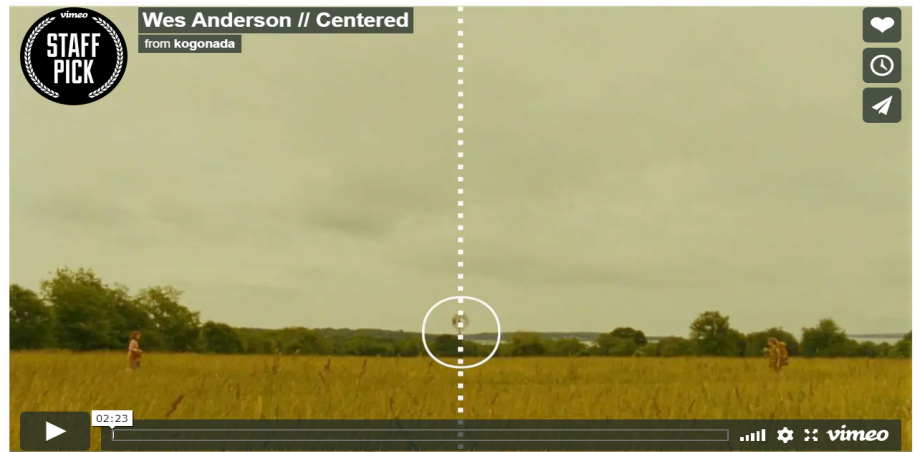 vimeo
STAFF
PICK
Wes Anderson // Centered
from kogonada
02:23
vimeo